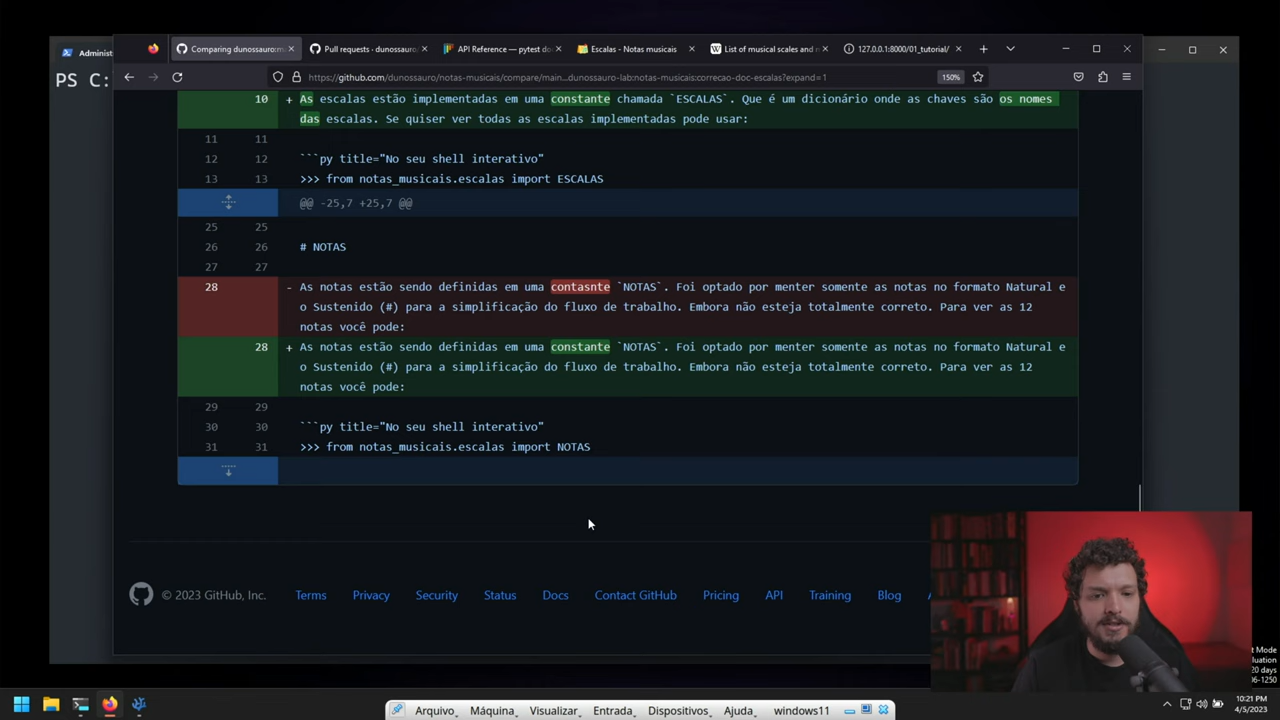 Administ
Comparing dunossauro:m
Pull requests · dunossauro/
API Reference — pytest do
Escalas - Notas musicais
List of musical scales and m
127.0.0.1:8000/01_tutorial/
PS C:
https://github.com/dunossauro/notas-musicais/compare/main...dunossauro-lab:notas-musicais:correcao-doc-escalas?expand=1
150%
10 + As escalas estão implementadas em uma constante chamada `ESCALAS`. Que é um dicionário onde as chaves são os nomes
das escalas. Se quiser ver todas as escalas implementadas pode usar:
11 11
12 12 ```py title="No seu shell interativo"
13 13 >>> from notas_musicais.escalas import ESCALAS
@@ -25,7 +25,7 @@
25 25
26 26 # NOTAS
27 27
28 - As notas estão sendo definidas em uma contasnte `NOTAS`. Foi optado por menter somente as notas no formato Natural e
o Sustenido (#) para a simplificação do fluxo de trabalho. Embora não esteja totalmente correto. Para ver as 12
notas você pode:
28 + As notas estão sendo definidas em uma constante `NOTAS`. Foi optado por menter somente as notas no formato Natural e
o Sustenido (#) para a simplificação do fluxo de trabalho. Embora não esteja totalmente correto. Para ver as 12
notas você pode:
29 29
30 30 ```py title="No seu shell interativo"
31 31 >>> from notas_musicais.escalas import NOTAS
© 2023 GitHub, Inc. Terms Privacy Security Status Docs Contact GitHub Pricing API Training Blog
t Mode
luation
20 days
06-1250
10:21 PM
4/5/2023
Arquivo Máquina Visualizar Entrada Dispositivos Ajuda windows11